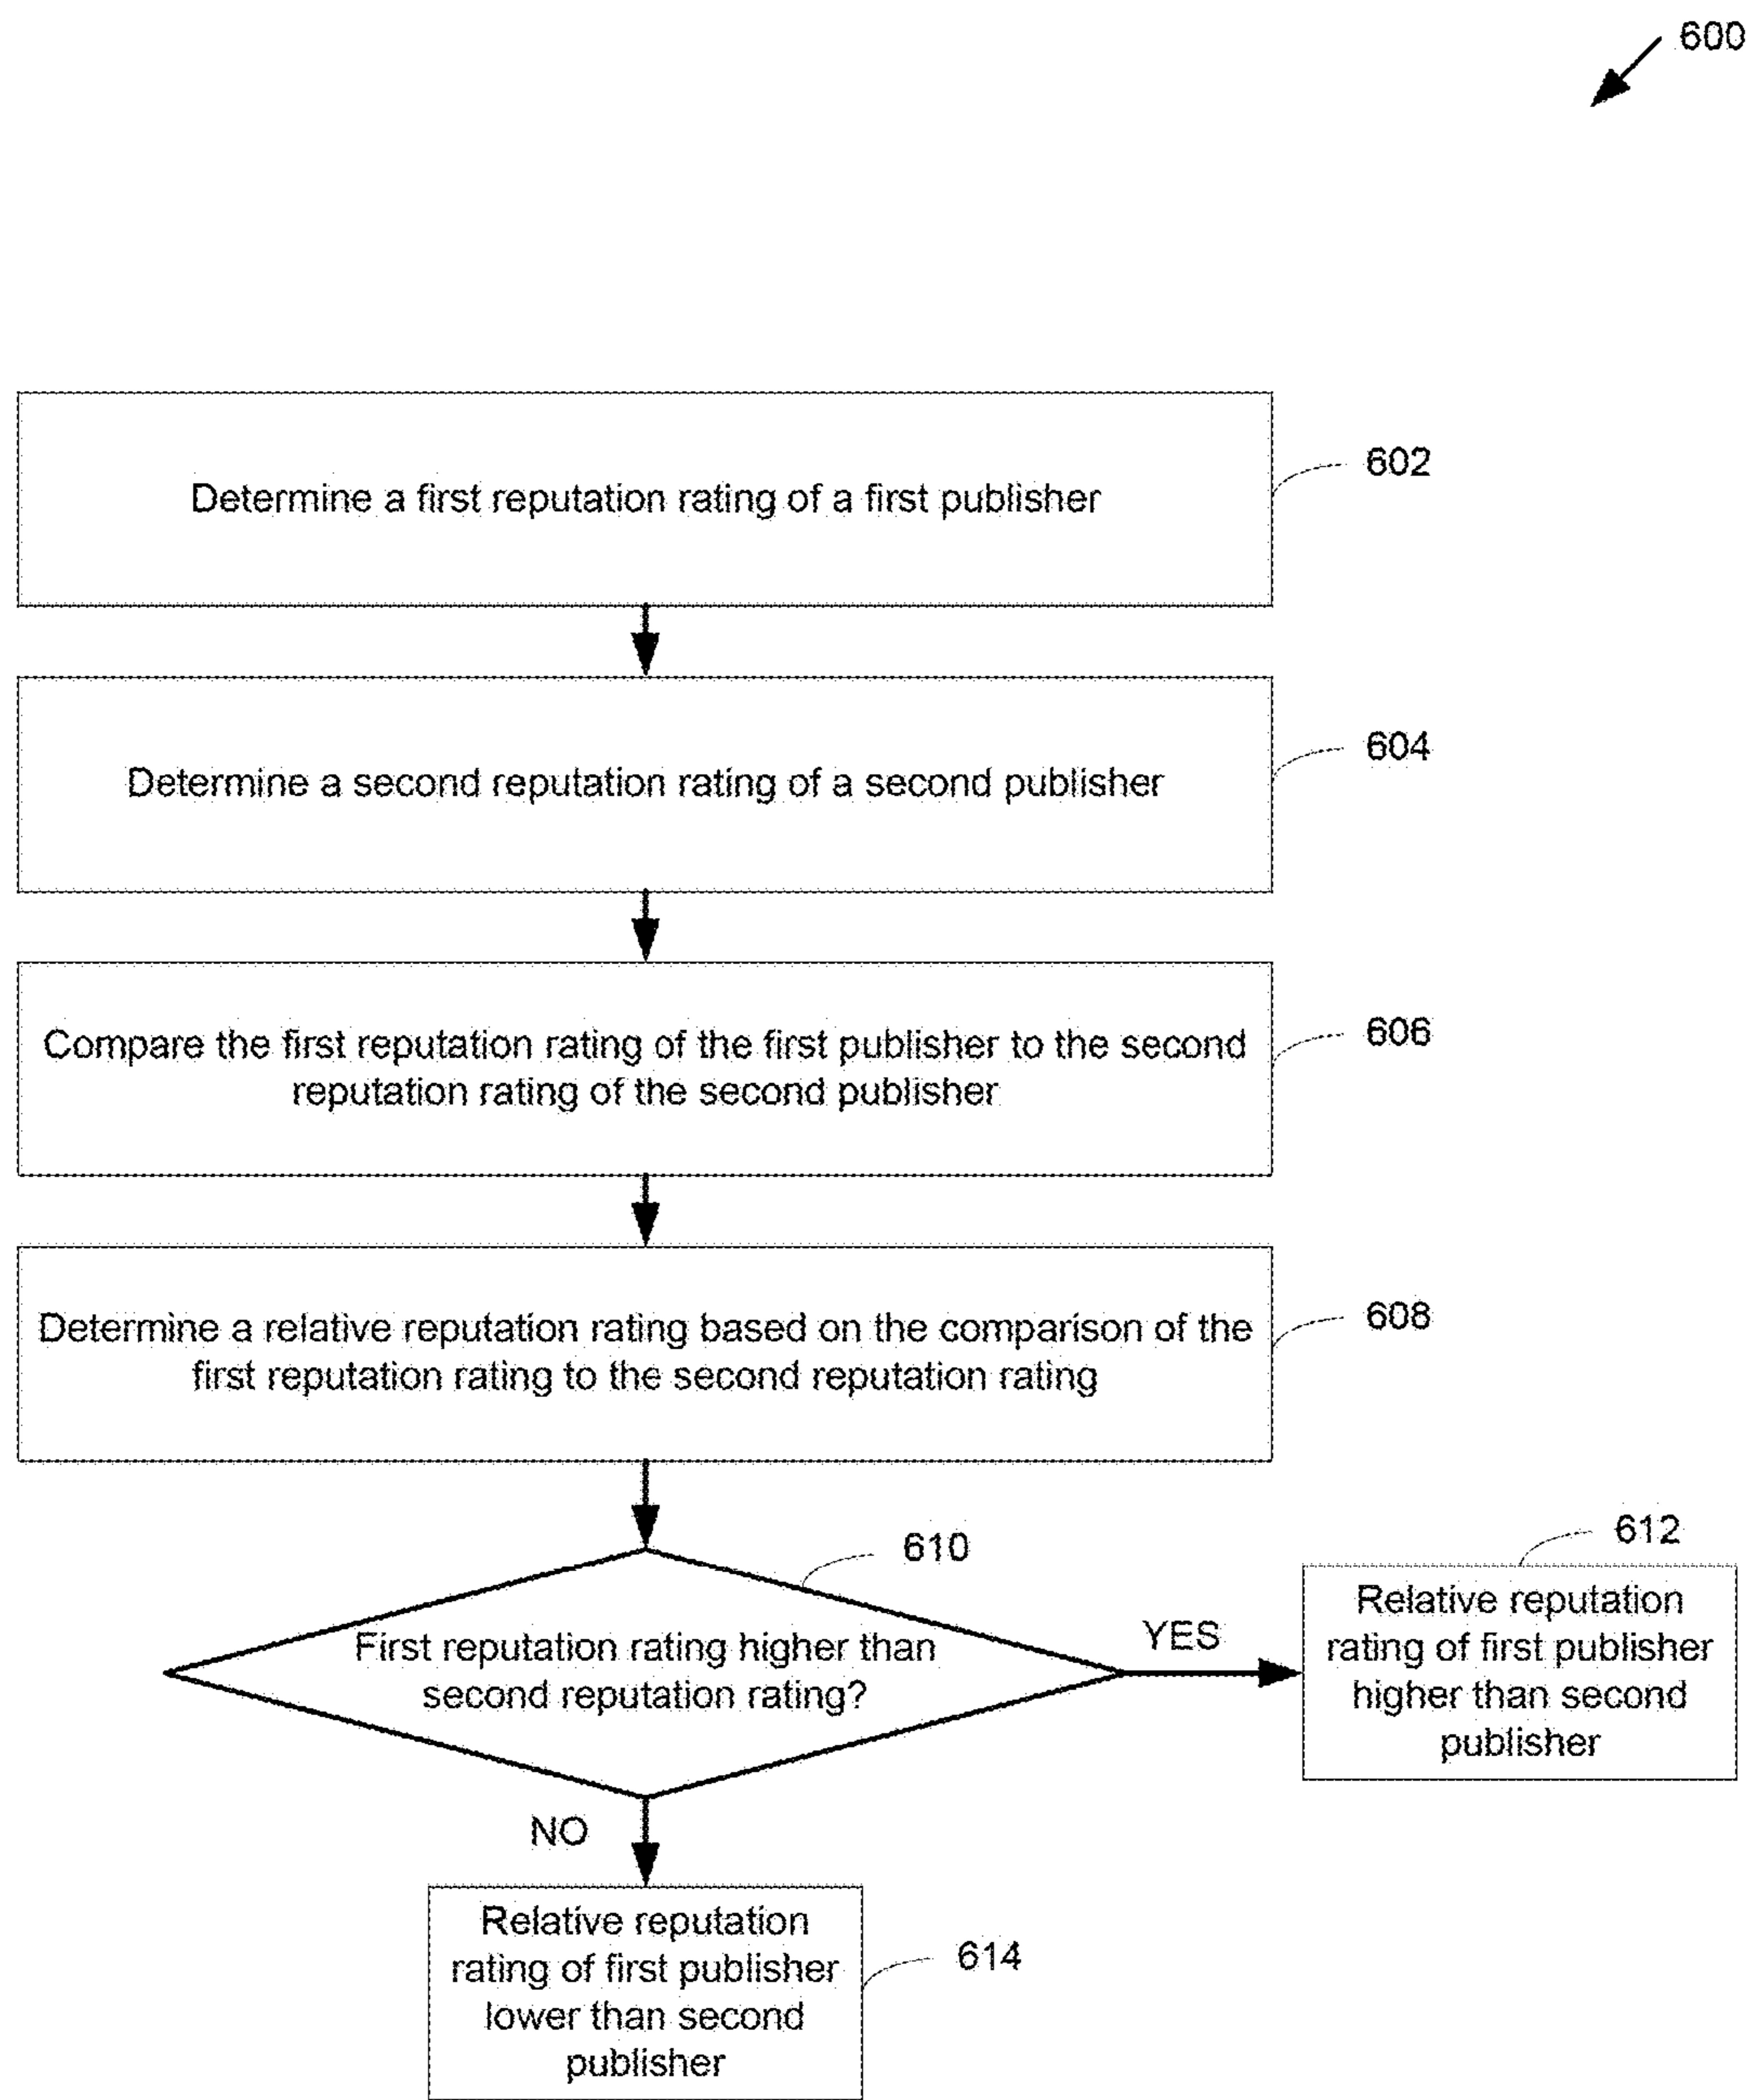 600
Determine a first reputation rating of a first publisher
602
Determine a second reputation rating of a second publisher
604
Compare the first reputation rating of the first publisher to the second
reputation rating of the second publisher
606
Determine a relative reputation rating based on the comparison of the
first reputation rating to the second reputation rating
608
610
First reputation rating higher than
second reputation rating?
YES
612
Relative reputation
rating of first publisher
higher than second
publisher
NO
Relative reputation
rating of first publisher
lower than second
publisher
614